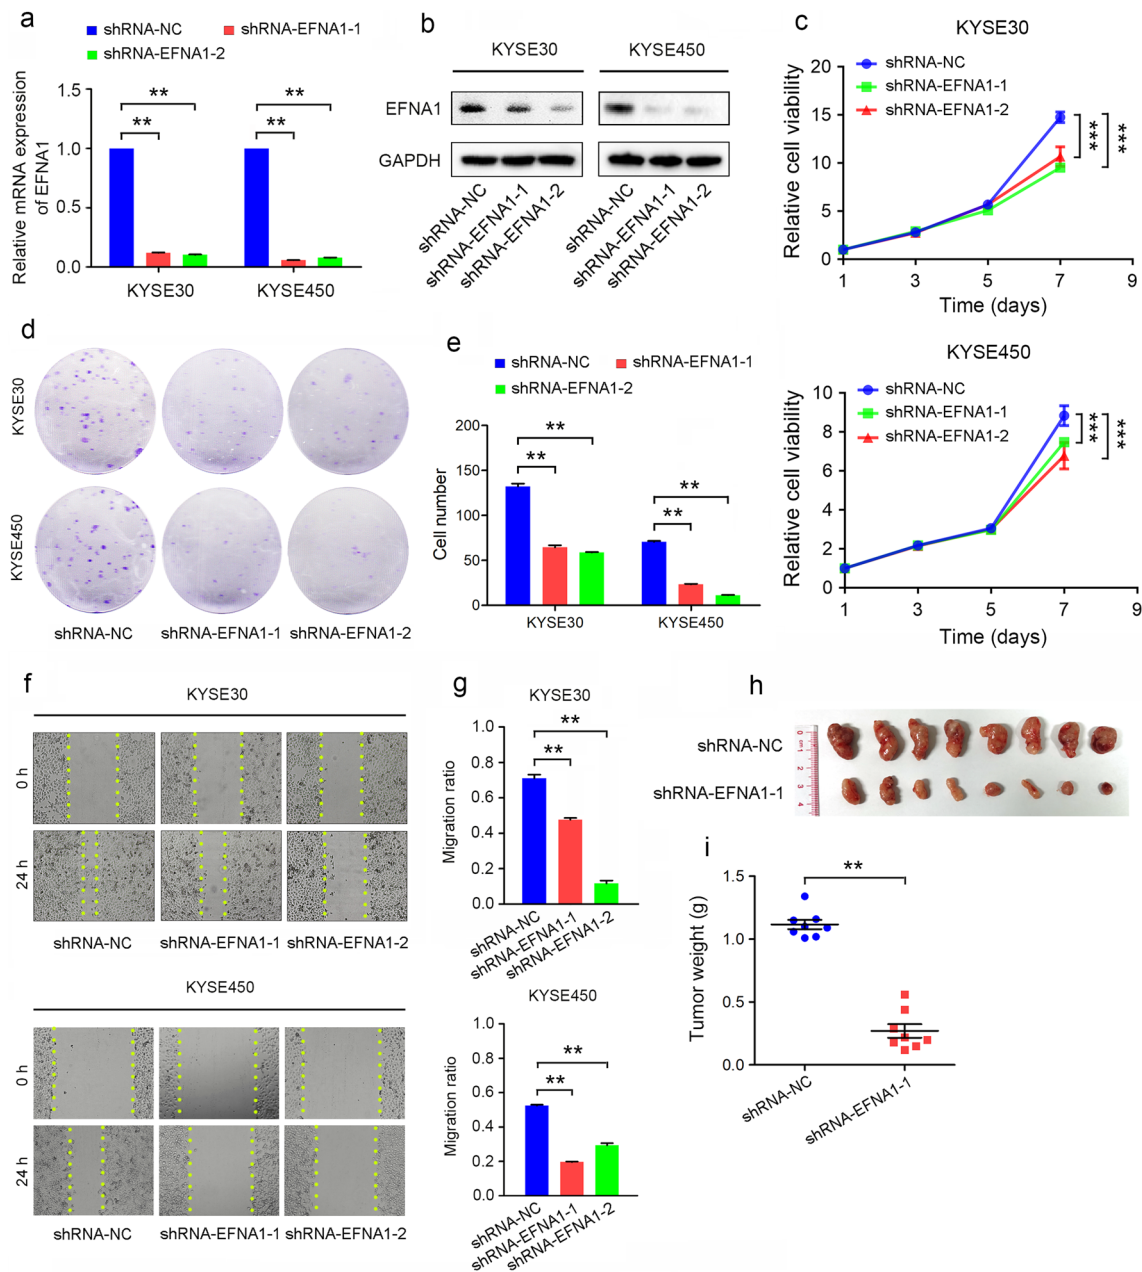 a
shRNA-NC
shRNA-EFNA1-1
shRNA-EFNA1-2
Relative mRNA expression
of EFNA1
1.5
1.0
0.5
0.0
** ** ** **
KYSE30 KYSE450
b
KYSE30 KYSE450
EFNA1
GAPDH
shRNA-NC
shRNA-EFNA1-1
shRNA-EFNA1-2
shRNA-NC
shRNA-EFNA1-1
shRNA-EFNA1-2
c
KYSE30
shRNA-NC
shRNA-EFNA1-1
shRNA-EFNA1-2
Relative cell viability
20
15
10
5
0
*** ***
1 3 5 7 9
Time (days)
KYSE450
shRNA-NC
shRNA-EFNA1-1
shRNA-EFNA1-2
Relative cell viability
10
8
6
4
2
0
*** ***
1 3 5 7 9
Time (days)
d
KYSE30
KYSE450
shRNA-NC shRNA-EFNA1-1 shRNA-EFNA1-2
e
shRNA-NC
shRNA-EFNA1-1
shRNA-EFNA1-2
Cell number
200
150
100
50
0
** ** ** **
KYSE30 KYSE450
f
KYSE30
0 h
24 h
shRNA-NC shRNA-EFNA1-1 shRNA-EFNA1-2
KYSE450
0 h
24 h
shRNA-NC shRNA-EFNA1-1 shRNA-EFNA1-2
g
KYSE30
Migration ratio
1.0
0.8
0.6
0.4
0.2
0.0
** **
shRNA-NC
shRNA-EFNA1-1
shRNA-EFNA1-2
KYSE450
Migration ratio
1.0
0.8
0.6
0.4
0.2
0.0
** **
shRNA-NC
shRNA-EFNA1-1
shRNA-EFNA1-2
h
shRNA-NC
shRNA-EFNA1-1
0 cm 1 2 3 4
i
Tumor weight (g)
1.5
1.0
0.5
0.0
**
shRNA-NC
shRNA-EFNA1-1